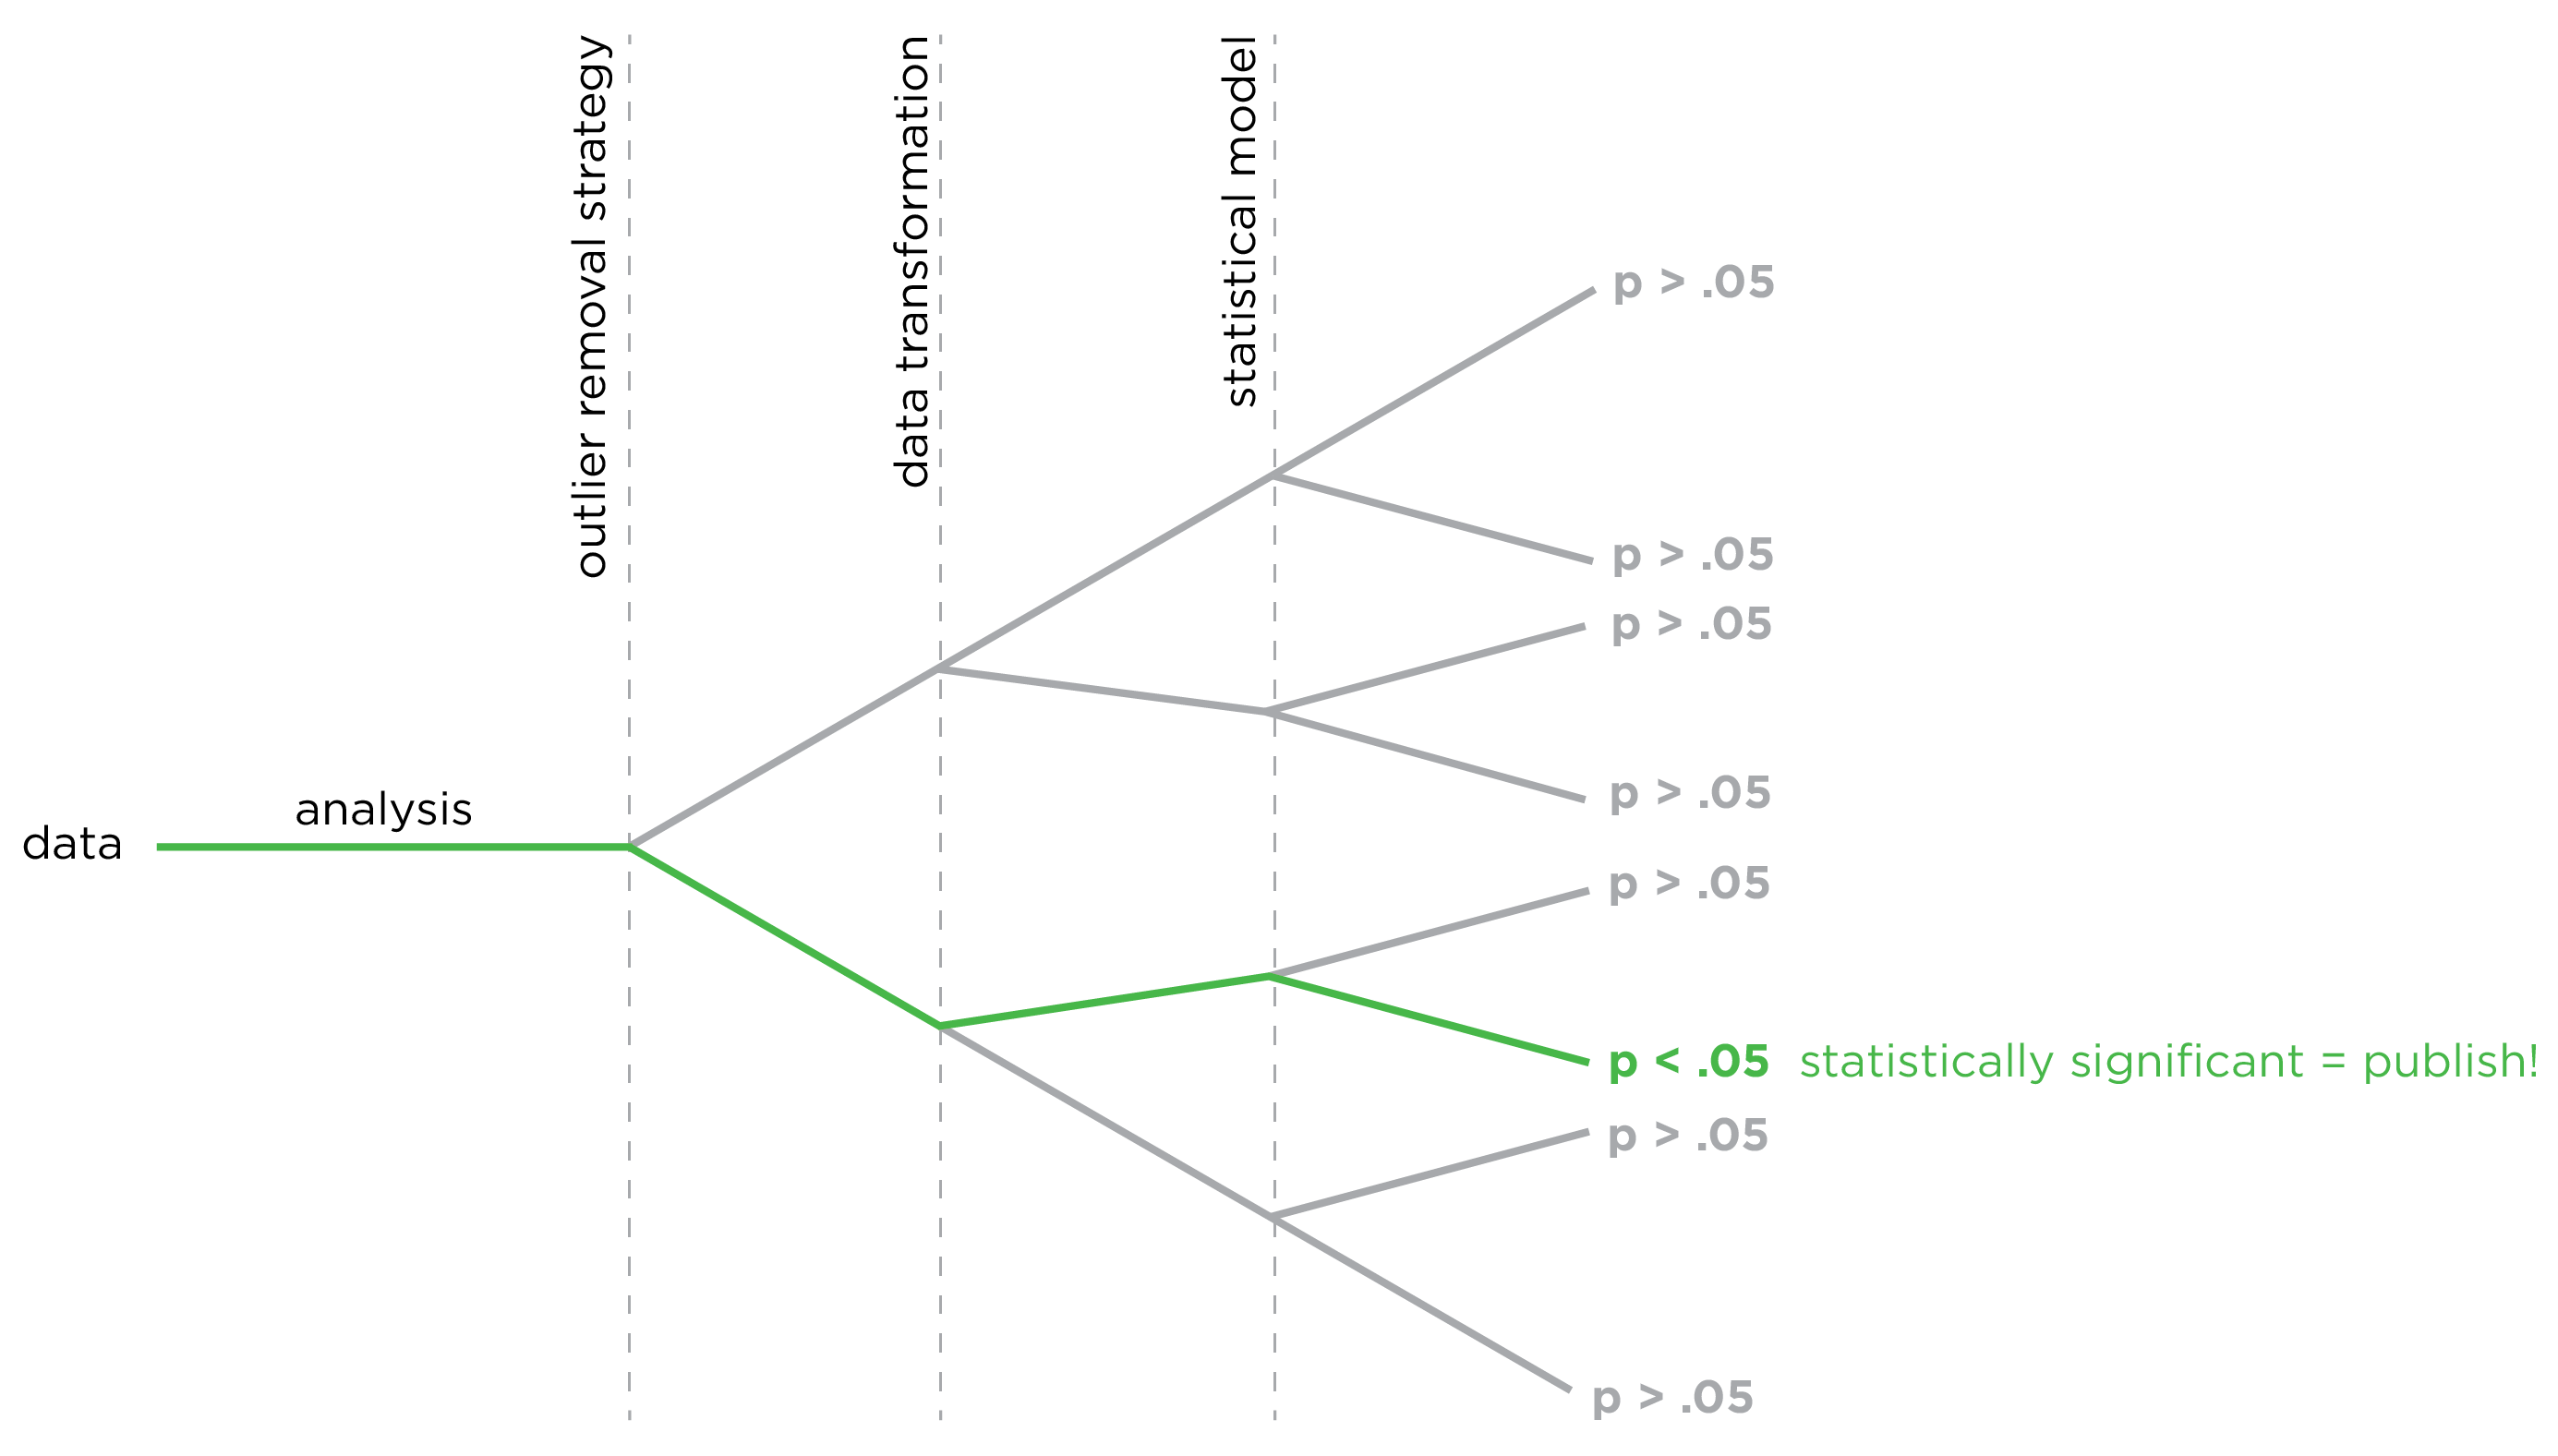 outlier removal strategy
data transformation
statistical model
data
analysis
p > .05
p > .05
p > .05
p > .05
p > .05
p < .05 statistically significant = publish!
p > .05
p > .05